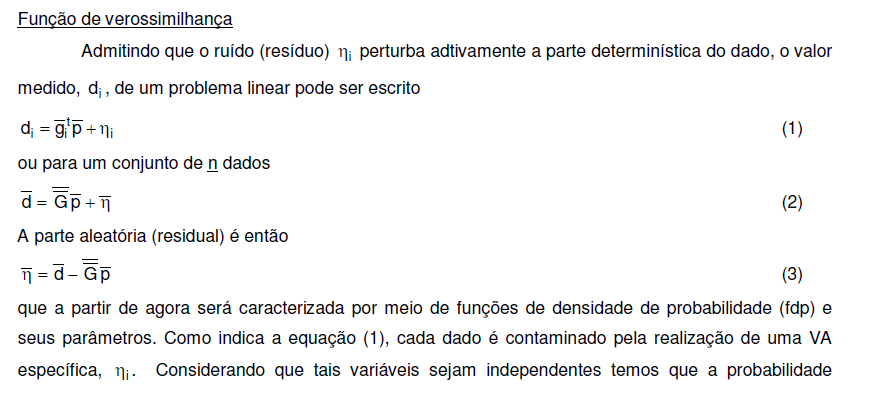 Função de verossimilhança
Admitindo que o ruído (resíduo) ηᵢ perturba adtivamente a parte determinística do dado, o valor
medido, dᵢ, de um problema linear pode ser escrito
dᵢ = g̅ᵢᵗp̅ + ηᵢ (1)
ou para um conjunto de n dados
d̅ = G̿p̅ + η̅ (2)
A parte aleatória (residual) é então
η̅ = d̅ – G̿p̅ (3)
que a partir de agora será caracterizada por meio de funções de densidade de probabilidade (fdp) e
seus parâmetros. Como indica a equação (1), cada dado é contaminado pela realização de uma VA
específica, ηᵢ. Considerando que tais variáveis sejam independentes temos que a probabilidade